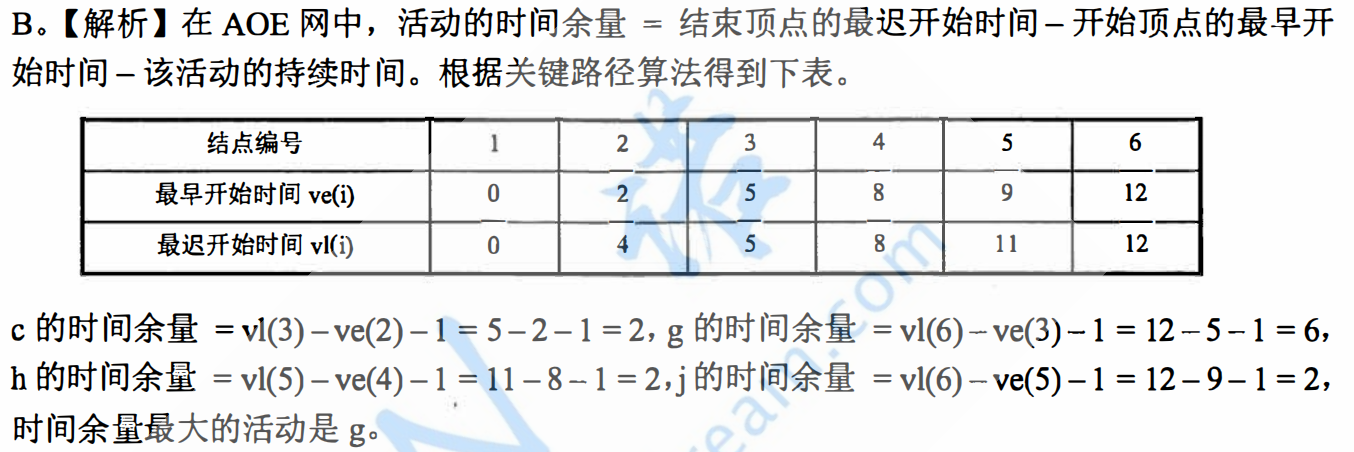 B。【解析】在 AOE 网中，活动的时间余量 = 结束顶点的最迟开始时间 – 开始顶点的最早开
始时间 – 该活动的持续时间。根据关键路径算法得到下表。
结点编号 1 2 3 4 5 6
最早开始时间 ve(i) 0 2 5 8 9 12
最迟开始时间 vl(i) 0 4 5 8 11 12
c 的时间余量 = vl(3) – ve(2) – 1 = 5 – 2 – 1 = 2, g 的时间余量 = vl(6) – ve(3) – 1 = 12 – 5 – 1 = 6,
h 的时间余量 = vl(5) – ve(4) – 1 = 11 – 8 – 1 = 2, j 的时间余量 = vl(6) – ve(5) – 1 = 12 – 9 – 1 = 2,
时间余量最大的活动是 g。
eam.com